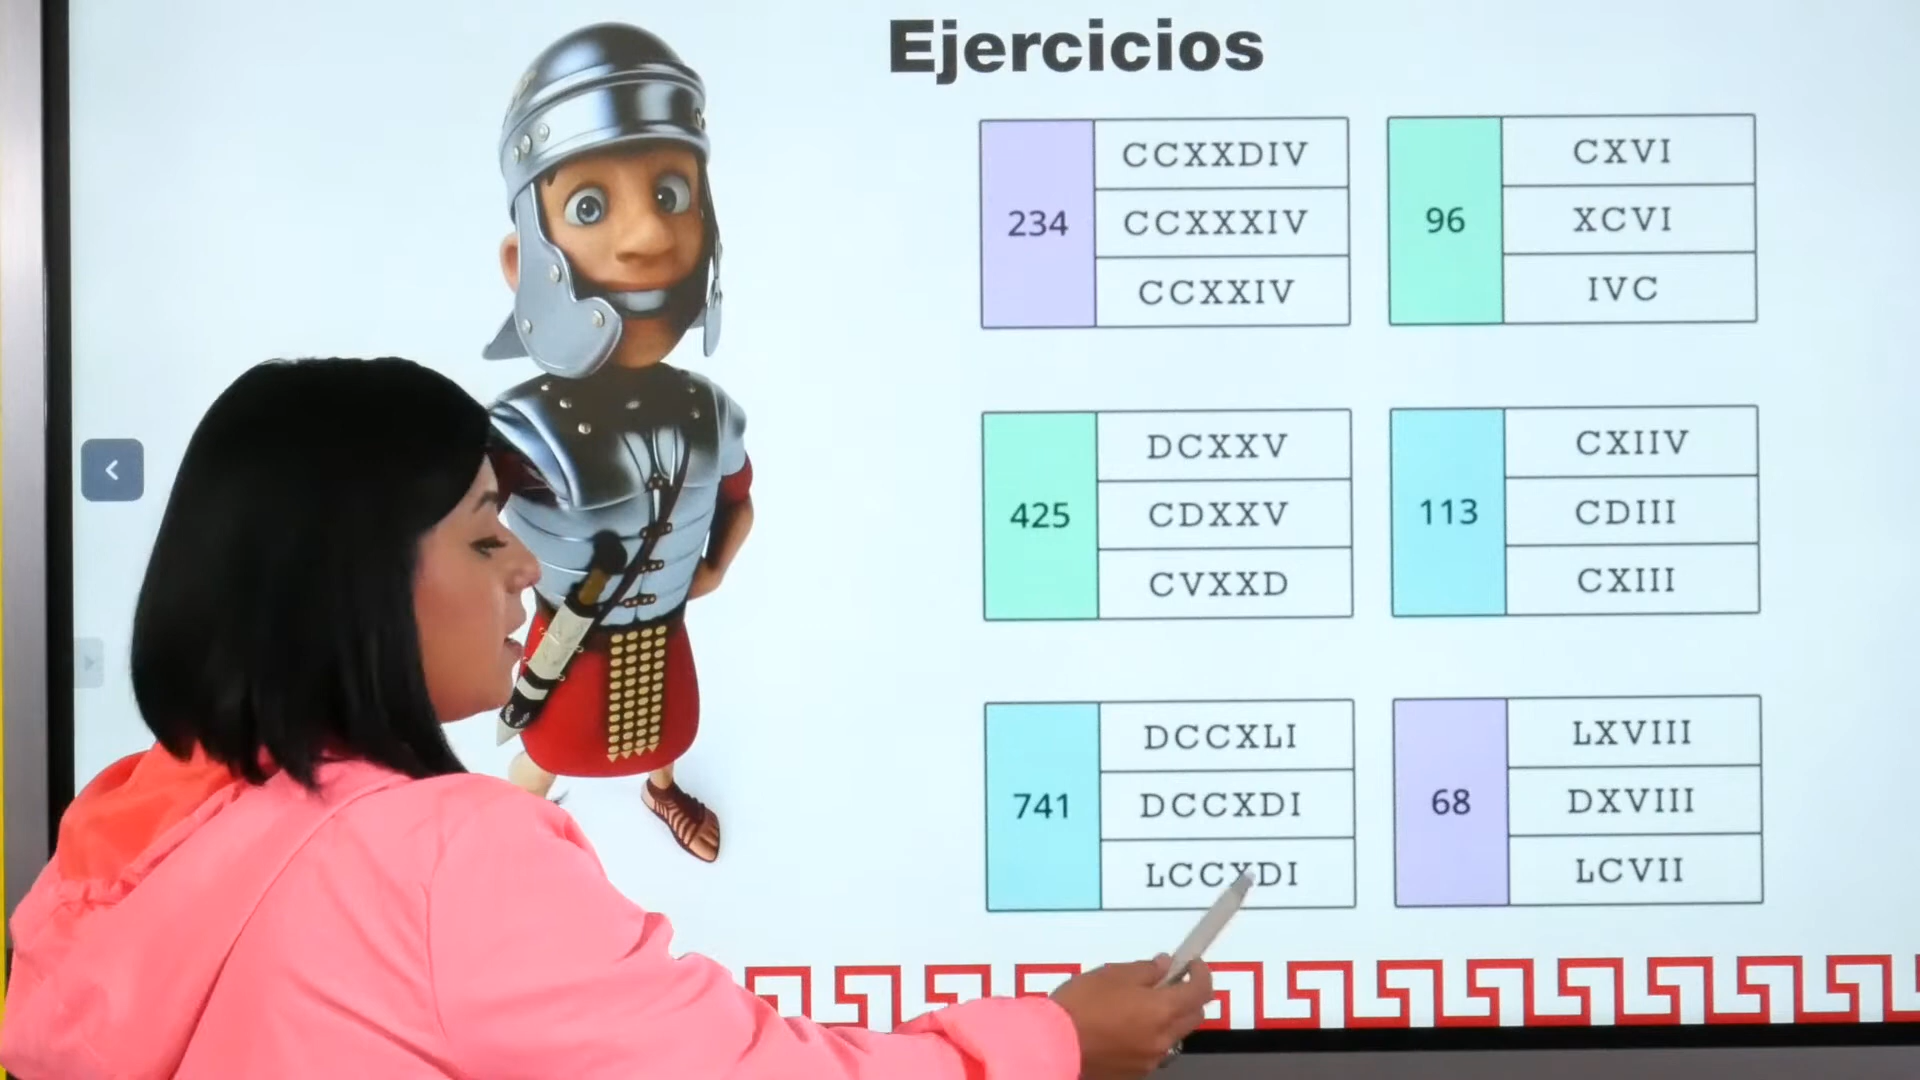 Ejercicios
234
CCXXDIV
CCXXXIV
CCXXIV
96
CXVI
XCVI
IVC
425
DCXXV
CDXXV
CVXXD
113
CXIIV
CDIII
CXIII
741
DCCXLI
DCCXDI
LCCXDI
68
LXVIII
DXVIII
LCVII